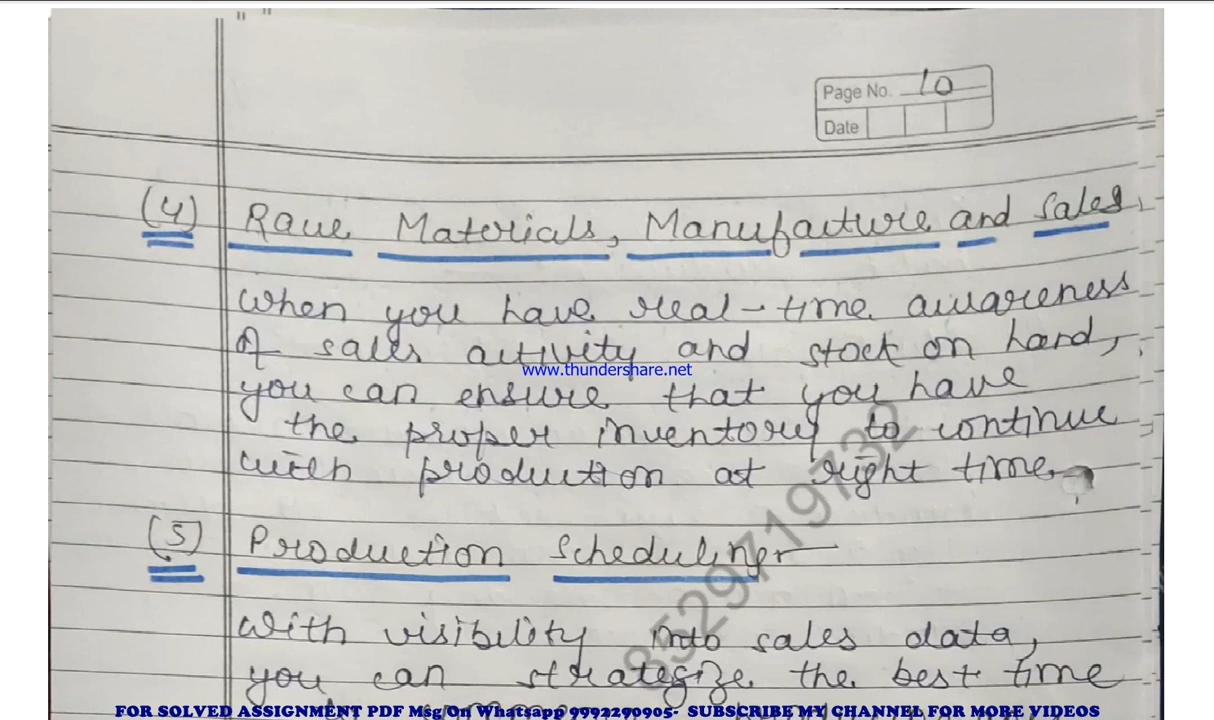 Page No. 10
Date
(4) Raw Materials, Manufacture and Sales.
When you have real-time awareness
of sales activity and stock on hand,
www.thundershare.net
you can ensure that you have
the proper inventory to continue
with production at right time.
(5) Production Scheduling
With visibility into sales data,
you can strategize the best time
8529719732
FOR SOLVED ASSIGNMENT PDF Msg On Whatsapp 9992290905- SUBSCRIBE MY CHANNEL FOR MORE VIDEOS